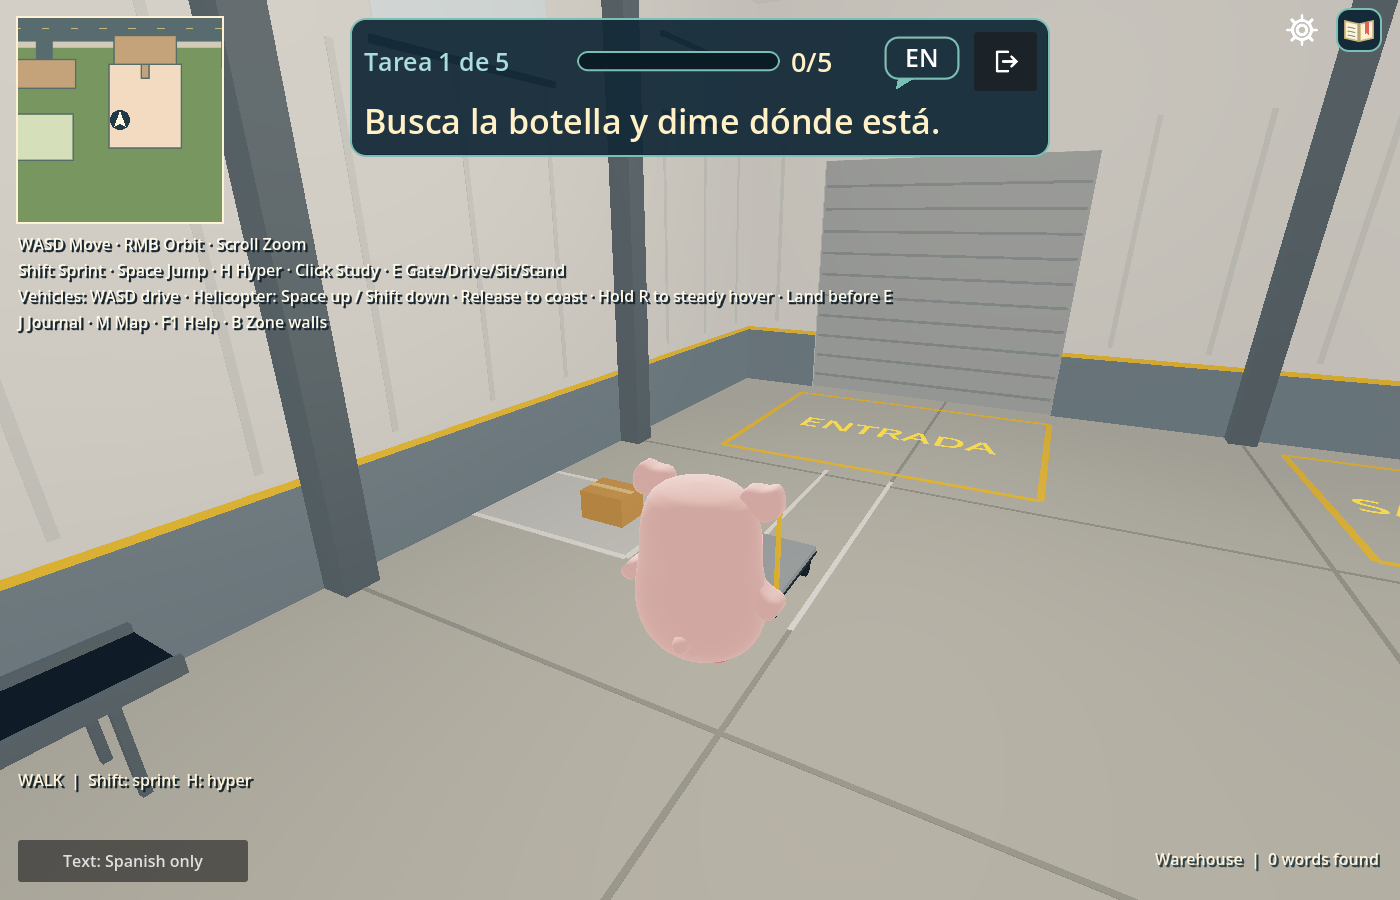 Tarea 1 de 5
0/5
EN
Busca la botella y dime dónde está.
WASD Move · RMB Orbit · Scroll Zoom
Shift Sprint · Space Jump · H Hyper · Click Study · E Gate/Drive/Sit/Stand
Vehicles: WASD drive · Helicopter: Space up / Shift down · Release to coast · Hold R to steady hover · Land before E
J Journal · M Map · F1 Help · B Zone walls
ENTRADA
WALK | Shift: sprint H: hyper
Text: Spanish only
Warehouse | 0 words found